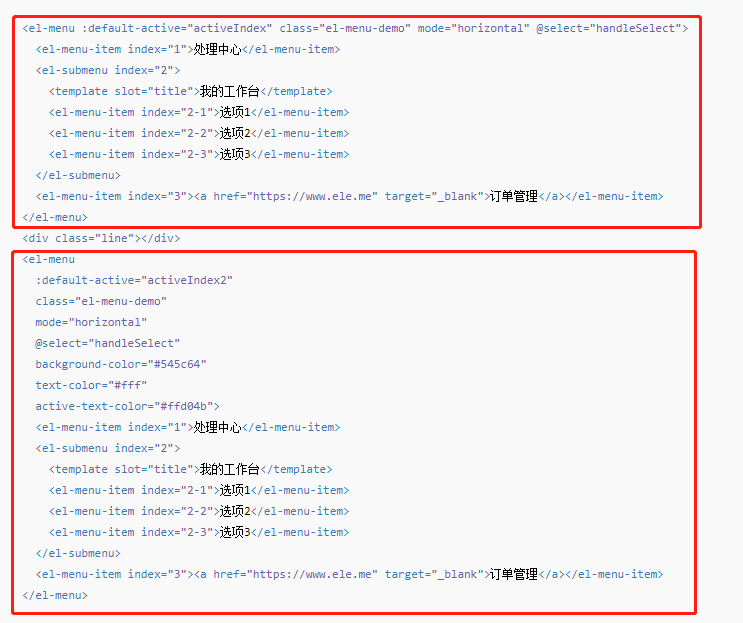 <el-menu :default-active="activeIndex" class="el-menu-demo" mode="horizontal" @select="handleSelect">
  <el-menu-item index="1">处理中心</el-menu-item>
  <el-submenu index="2">
    <template slot="title">我的工作台</template>
    <el-menu-item index="2-1">选项1</el-menu-item>
    <el-menu-item index="2-2">选项2</el-menu-item>
    <el-menu-item index="2-3">选项3</el-menu-item>
  </el-submenu>
  <el-menu-item index="3"><a href="https://www.ele.me" target="_blank">订单管理</a></el-menu-item>
</el-menu>
<div class="line"></div>
<el-menu
  :default-active="activeIndex2"
  class="el-menu-demo"
  mode="horizontal"
  @select="handleSelect"
  background-color="#545c64"
  text-color="#fff"
  active-text-color="#ffd04b">
  <el-menu-item index="1">处理中心</el-menu-item>
  <el-submenu index="2">
    <template slot="title">我的工作台</template>
    <el-menu-item index="2-1">选项1</el-menu-item>
    <el-menu-item index="2-2">选项2</el-menu-item>
    <el-menu-item index="2-3">选项3</el-menu-item>
  </el-submenu>
  <el-menu-item index="3"><a href="https://www.ele.me" target="_blank">订单管理</a></el-menu-item>
</el-menu>